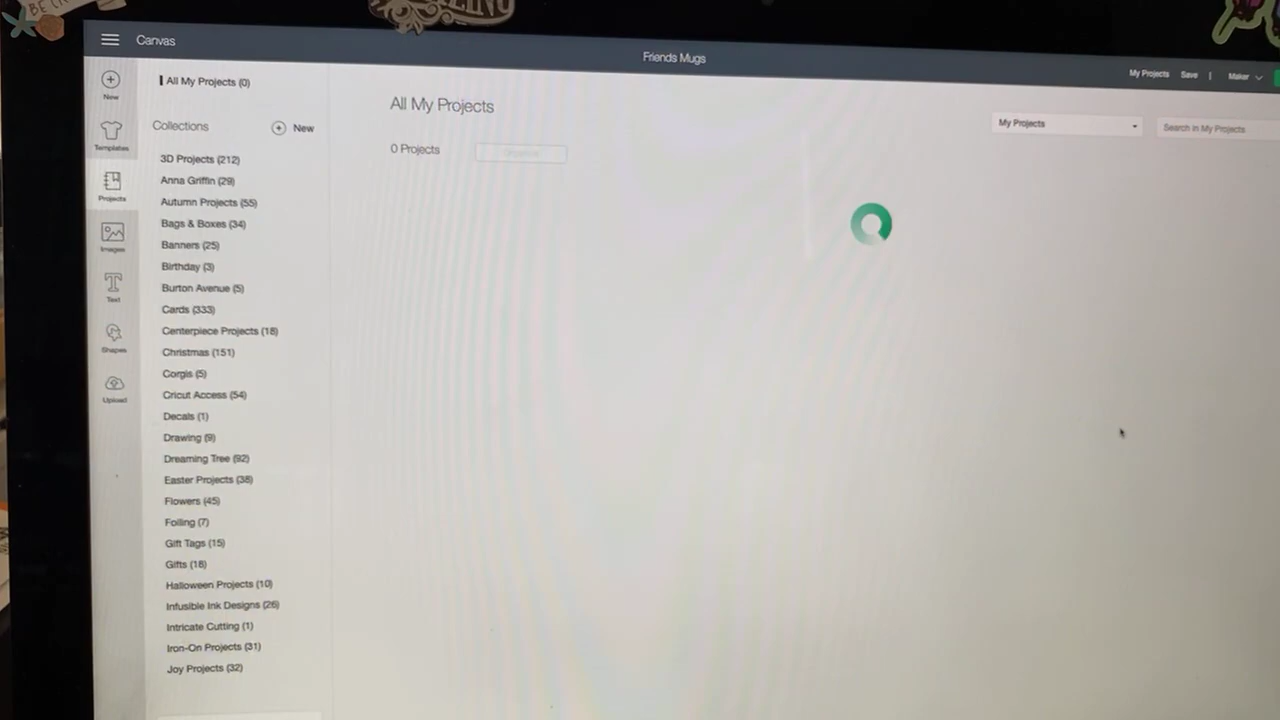 BE
Canvas
Friends Mugs
My Projects
Save
Maker
New
Templates
Projects
Images
Text
Shapes
Upload
All My Projects (0)
Collections
New
3D Projects (212)
Anna Griffin (29)
Autumn Projects (55)
Bags & Boxes (34)
Banners (25)
Birthday (3)
Burton Avenue (5)
Cards (333)
Centerpiece Projects (18)
Christmas (151)
Corgis (5)
Cricut Access (54)
Decals (1)
Drawing (9)
Dreaming Tree (92)
Easter Projects (38)
Flowers (45)
Foiling (7)
Gift Tags (15)
Gifts (18)
Halloween Projects (10)
Infusible Ink Designs (26)
Intricate Cutting (1)
Iron-On Projects (31)
Joy Projects (32)
All My Projects
0 Projects
My Projects
Search in My Projects